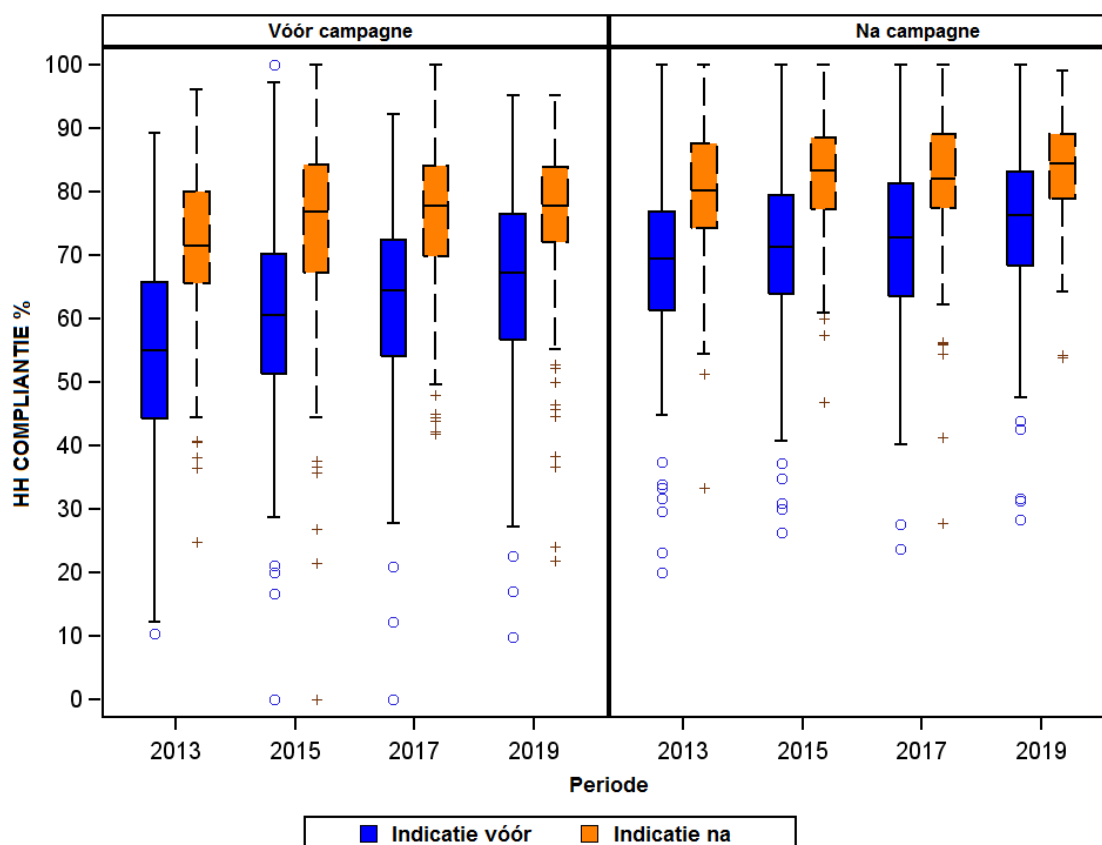 Vóór campagne Na campagne
100
90
80
70
60
50
40
30
20
10
0
HH COMPLIANTIE %
2013 2015 2017 2019 2013 2015 2017 2019
Periode
Indicatie vóór Indicatie na